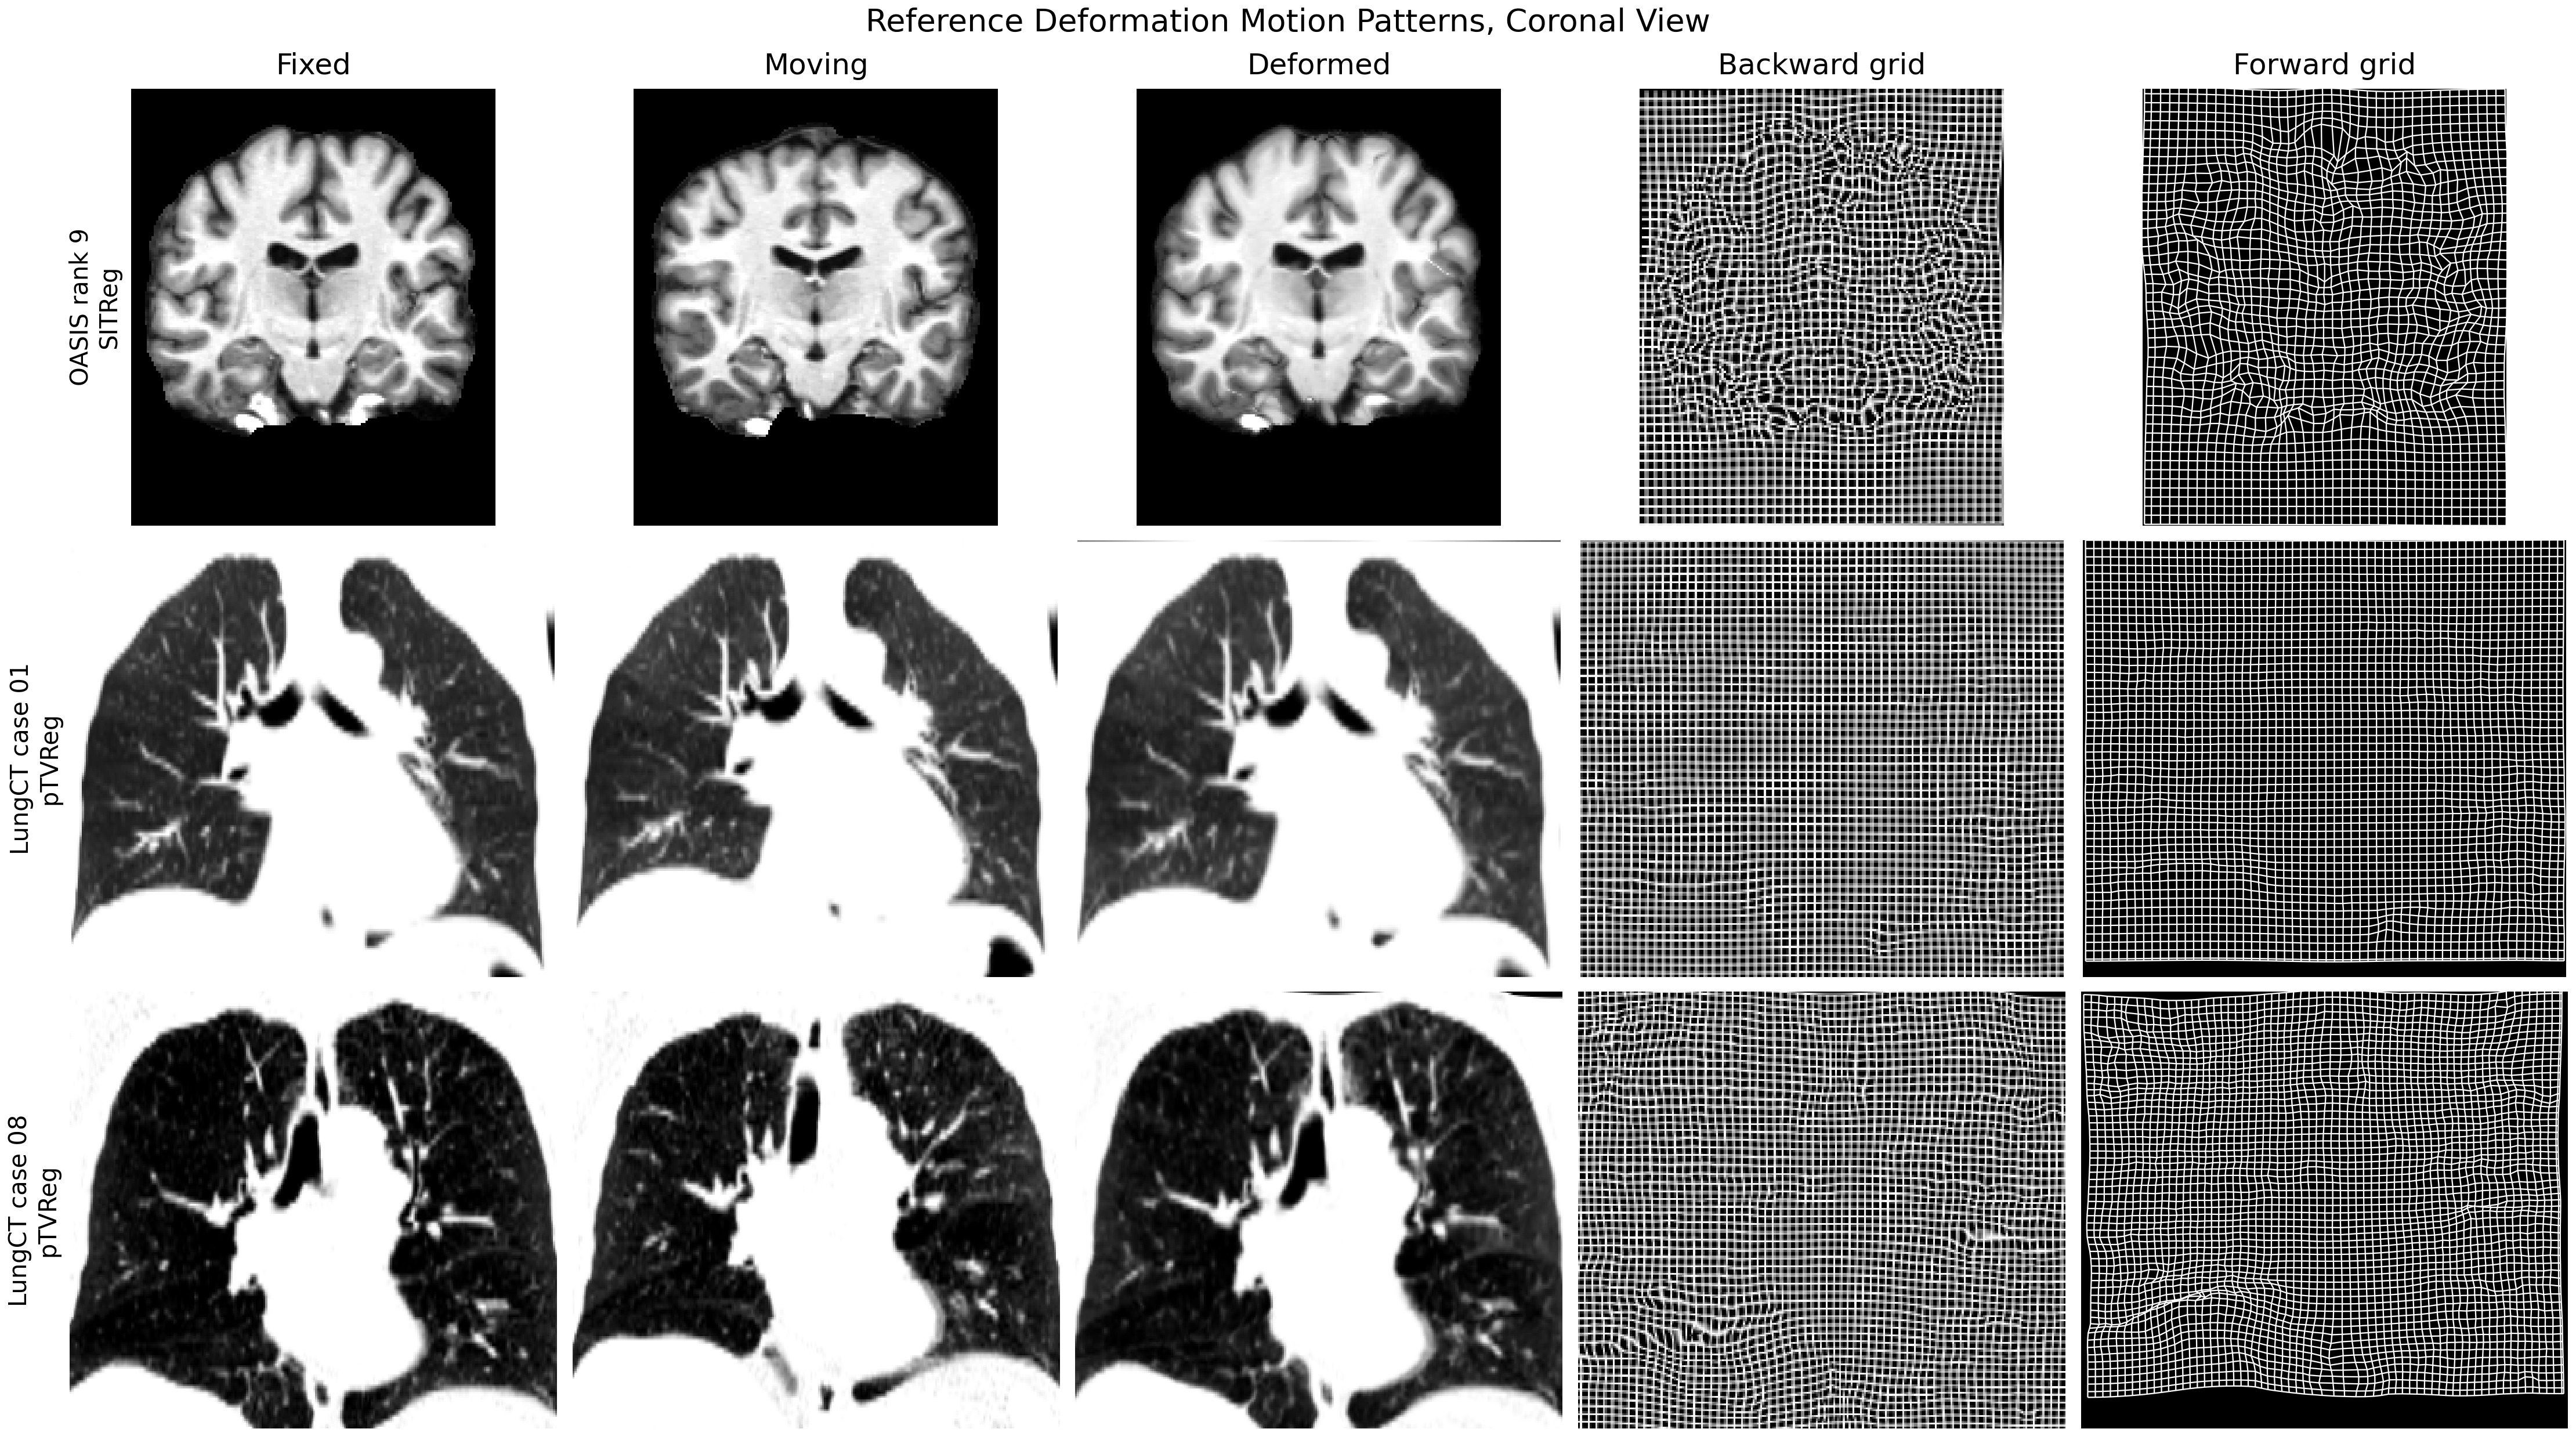 Reference Deformation Motion Patterns, Coronal View
Fixed
Moving
Deformed
Backward grid
Forward grid
OASIS rank 9
SITReg
LungCT case 01
pTVReg
LungCT case 08
pTVReg